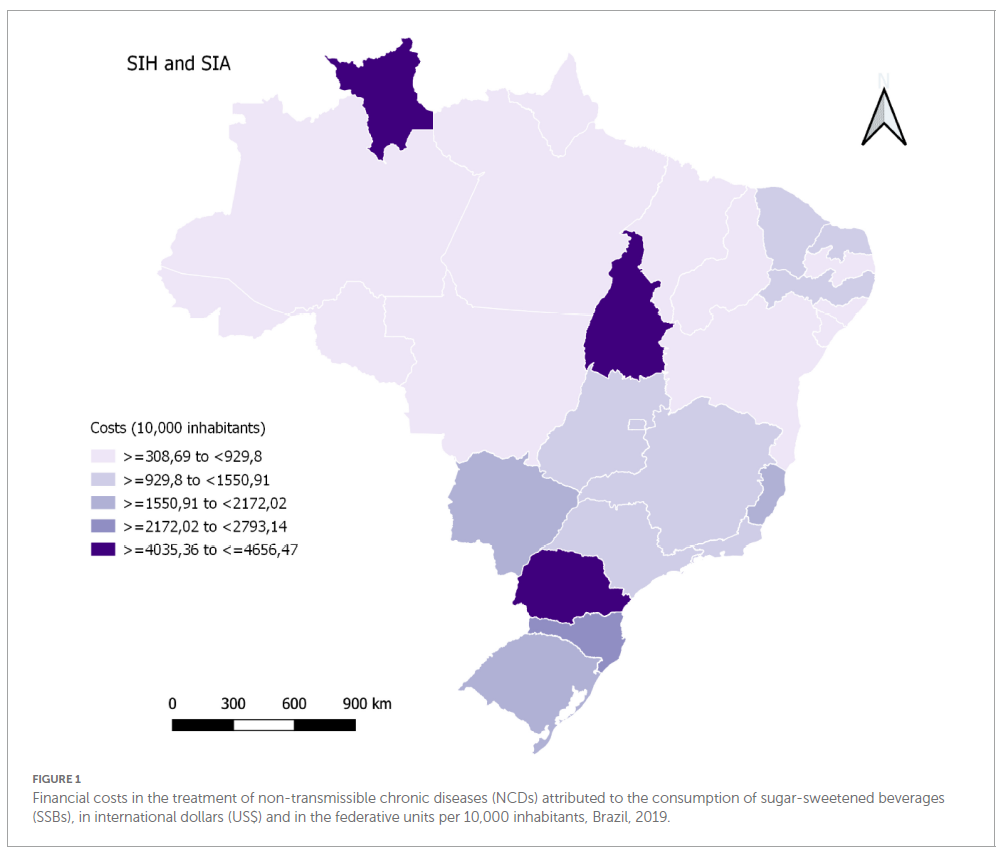 SIH and SIA
N
Costs (10,000 inhabitants)
>=308,69 to <929,8
>=929,8 to <1550,91
>=1550,91 to <2172,02
>=2172,02 to <2793,14
>=4035,36 to <=4656,47
0 300 600 900 km
FIGURE 1
Financial costs in the treatment of non-transmissible chronic diseases (NCDs) attributed to the consumption of sugar-sweetened beverages
(SSBs), in international dollars (US$) and in the federative units per 10,000 inhabitants, Brazil, 2019.